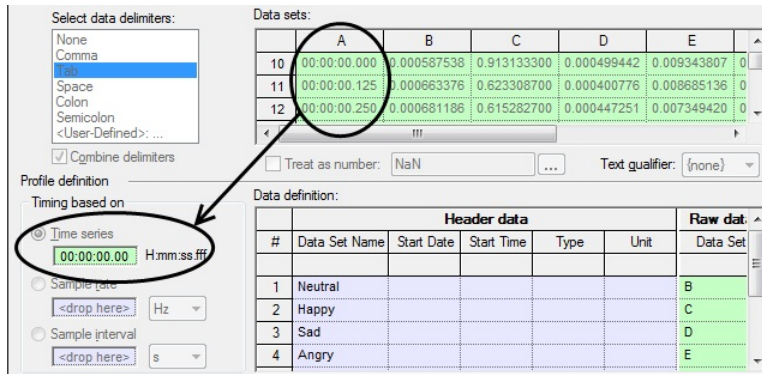 Select data delimiters:
None
Comma
Tab
Space
Colon
Semicolon
<User-Defined>: ...
Combine delimiters
Data sets:
A B C D E
10 00:00:00.000 0.000587538 0.913133300 0.000499442 0.009343807 0
11 00:00:00.125 0.000663376 0.623308700 0.000400776 0.008685136 0
12 00:00:00.250 0.000681186 0.615282700 0.000447251 0.007349420 0
Treat as number: NaN ... Text qualifier: {none}
Profile definition
Timing based on
Time series
00:00:00.00 H:mm:ss.fff
Sample rate
<drop here> Hz
Sample interval
<drop here> s
Data definition:
Header data Raw dat
# Data Set Name Start Date Start Time Type Unit Data Set
1 Neutral B
2 Happy C
3 Sad D
4 Angry E